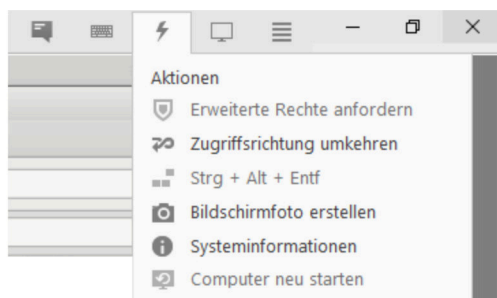 Aktionen
Erweiterte Rechte anfordern
Zugriffsrichtung umkehren
Strg + Alt + Entf
Bildschirmfoto erstellen
Systeminformationen
Computer neu starten